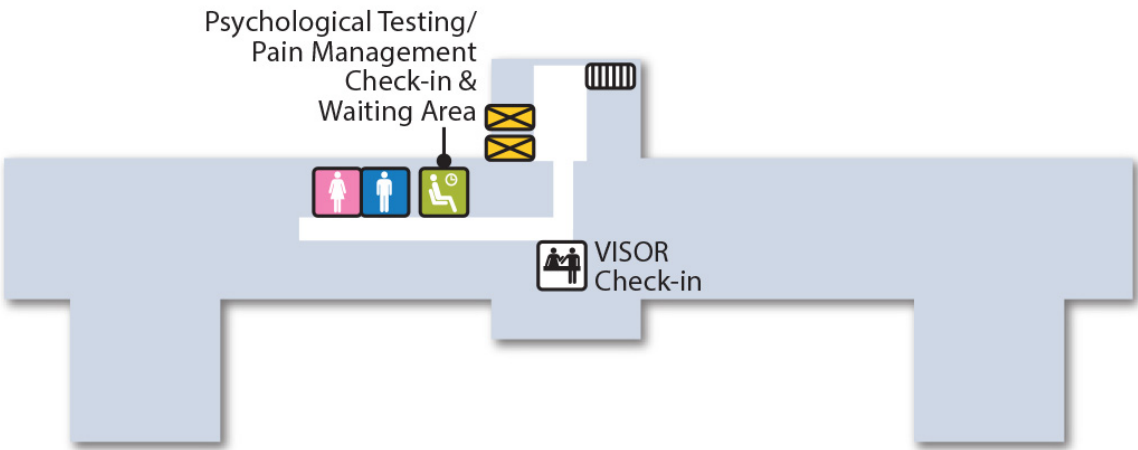 Psychological Testing/
Pain Management
Check-in &
Waiting Area
VISOR
Check-in